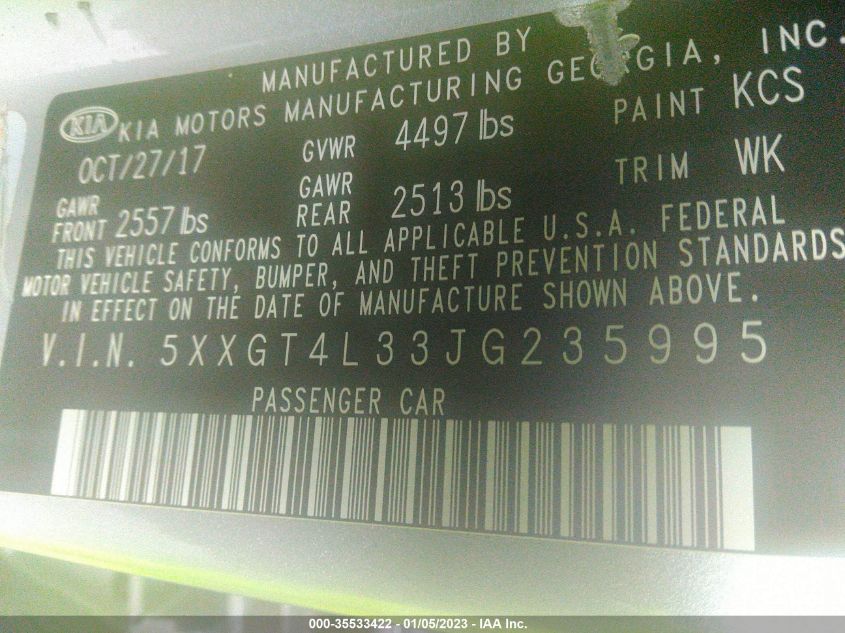 MANUFACTURED BY
KIA KIA MOTORS MANUFACTURING GEORGIA, INC.
OCT/27/17 GVWR 4497 lbs PAINT KCS
GAWR FRONT 2557 lbs GAWR REAR 2513 lbs TRIM WK
THIS VEHICLE CONFORMS TO ALL APPLICABLE U.S.A. FEDERAL
MOTOR VEHICLE SAFETY, BUMPER, AND THEFT PREVENTION STANDARDS
IN EFFECT ON THE DATE OF MANUFACTURE SHOWN ABOVE.
V.I.N. 5XXGT4L33JG235995
PASSENGER CAR
000-35533422 - 01/05/2023 - IAA Inc.